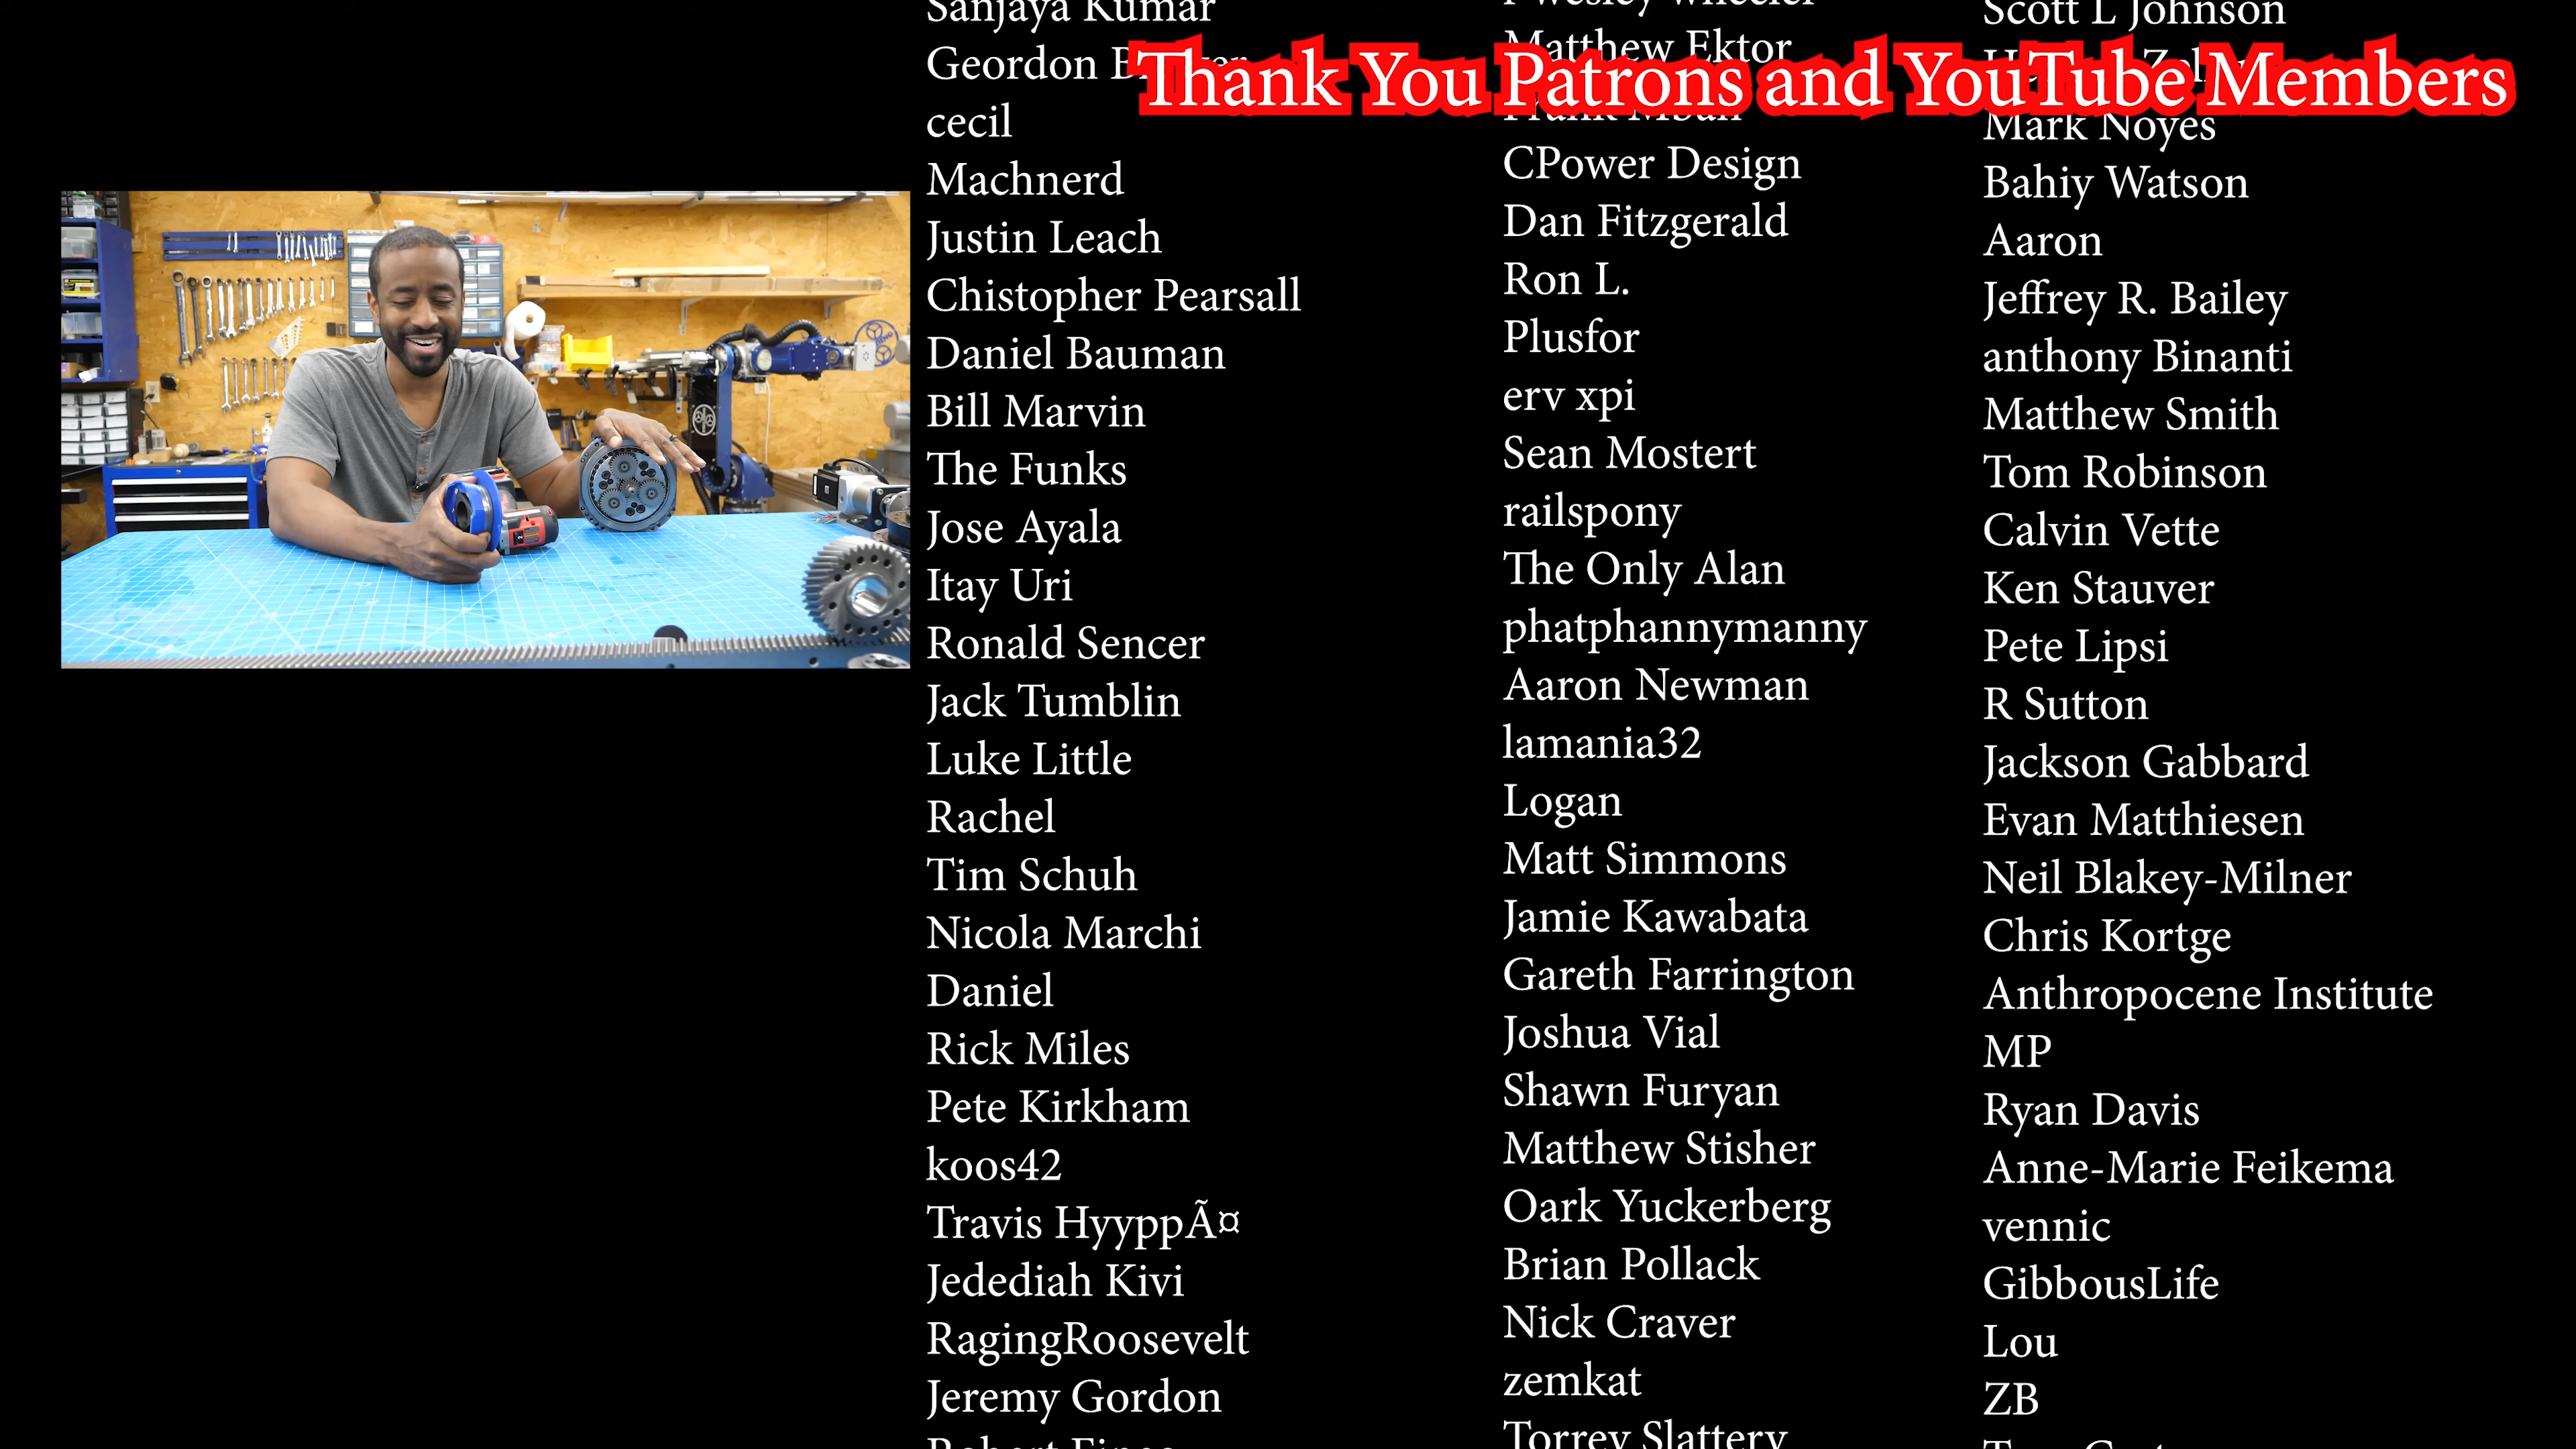 Thank You Patrons and YouTube Members
Sanjaya Kumar
Geordon
cecil
Machnerd
Justin Leach
Chistopher Pearsall
Daniel Bauman
Bill Marvin
The Funks
Jose Ayala
Itay Uri
Ronald Sencer
Jack Tumblin
Luke Little
Rachel
Tim Schuh
Nicola Marchi
Daniel
Rick Miles
Pete Kirkham
koos42
Travis HyyppÃ¤
Jedediah Kivi
RagingRoosevelt
Jeremy Gordon
wesley wheeler
Matthew Ektor
CPower Design
Dan Fitzgerald
Ron L.
Plusfor
erv xpi
Sean Mostert
railspony
The Only Alan
phatphannymanny
Aaron Newman
lamania32
Logan
Matt Simmons
Jamie Kawabata
Gareth Farrington
Joshua Vial
Shawn Furyan
Matthew Stisher
Oark Yuckerberg
Brian Pollack
Nick Craver
zemkat
Torrey Slattery
Scott L Johnson
Mark Noyes
Bahiy Watson
Aaron
Jeffrey R. Bailey
anthony Binanti
Matthew Smith
Tom Robinson
Calvin Vette
Ken Stauver
Pete Lipsi
R Sutton
Jackson Gabbard
Evan Matthiesen
Neil Blakey-Milner
Chris Kortge
Anthropocene Institute
MP
Ryan Davis
Anne-Marie Feikema
vennic
GibbousLife
Lou
ZB